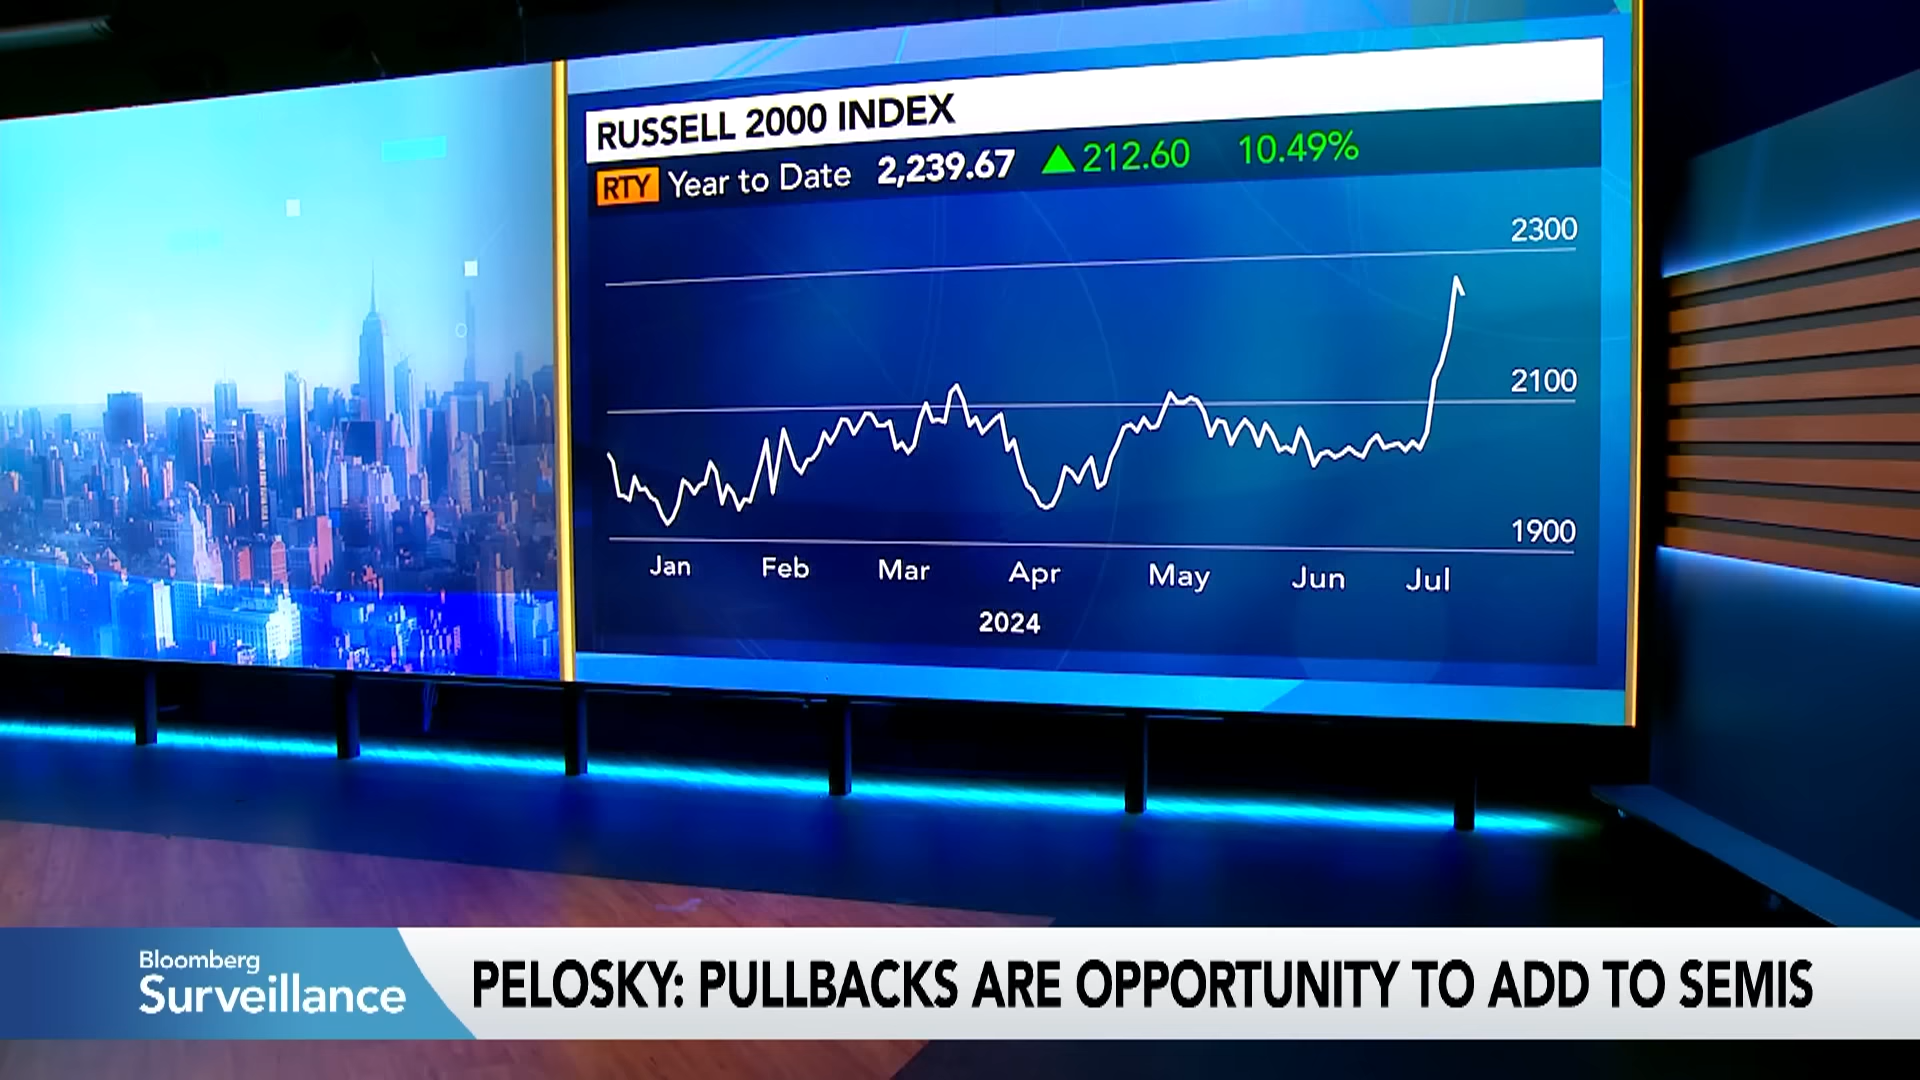 RUSSELL 2000 INDEX
RTY Year to Date 2,239.67 ▲212.60 10.49%
2300
2100
1900
Jan Feb Mar Apr May Jun Jul
2024
Bloomberg
Surveillance
PELOSKY: PULLBACKS ARE OPPORTUNITY TO ADD TO SEMIS